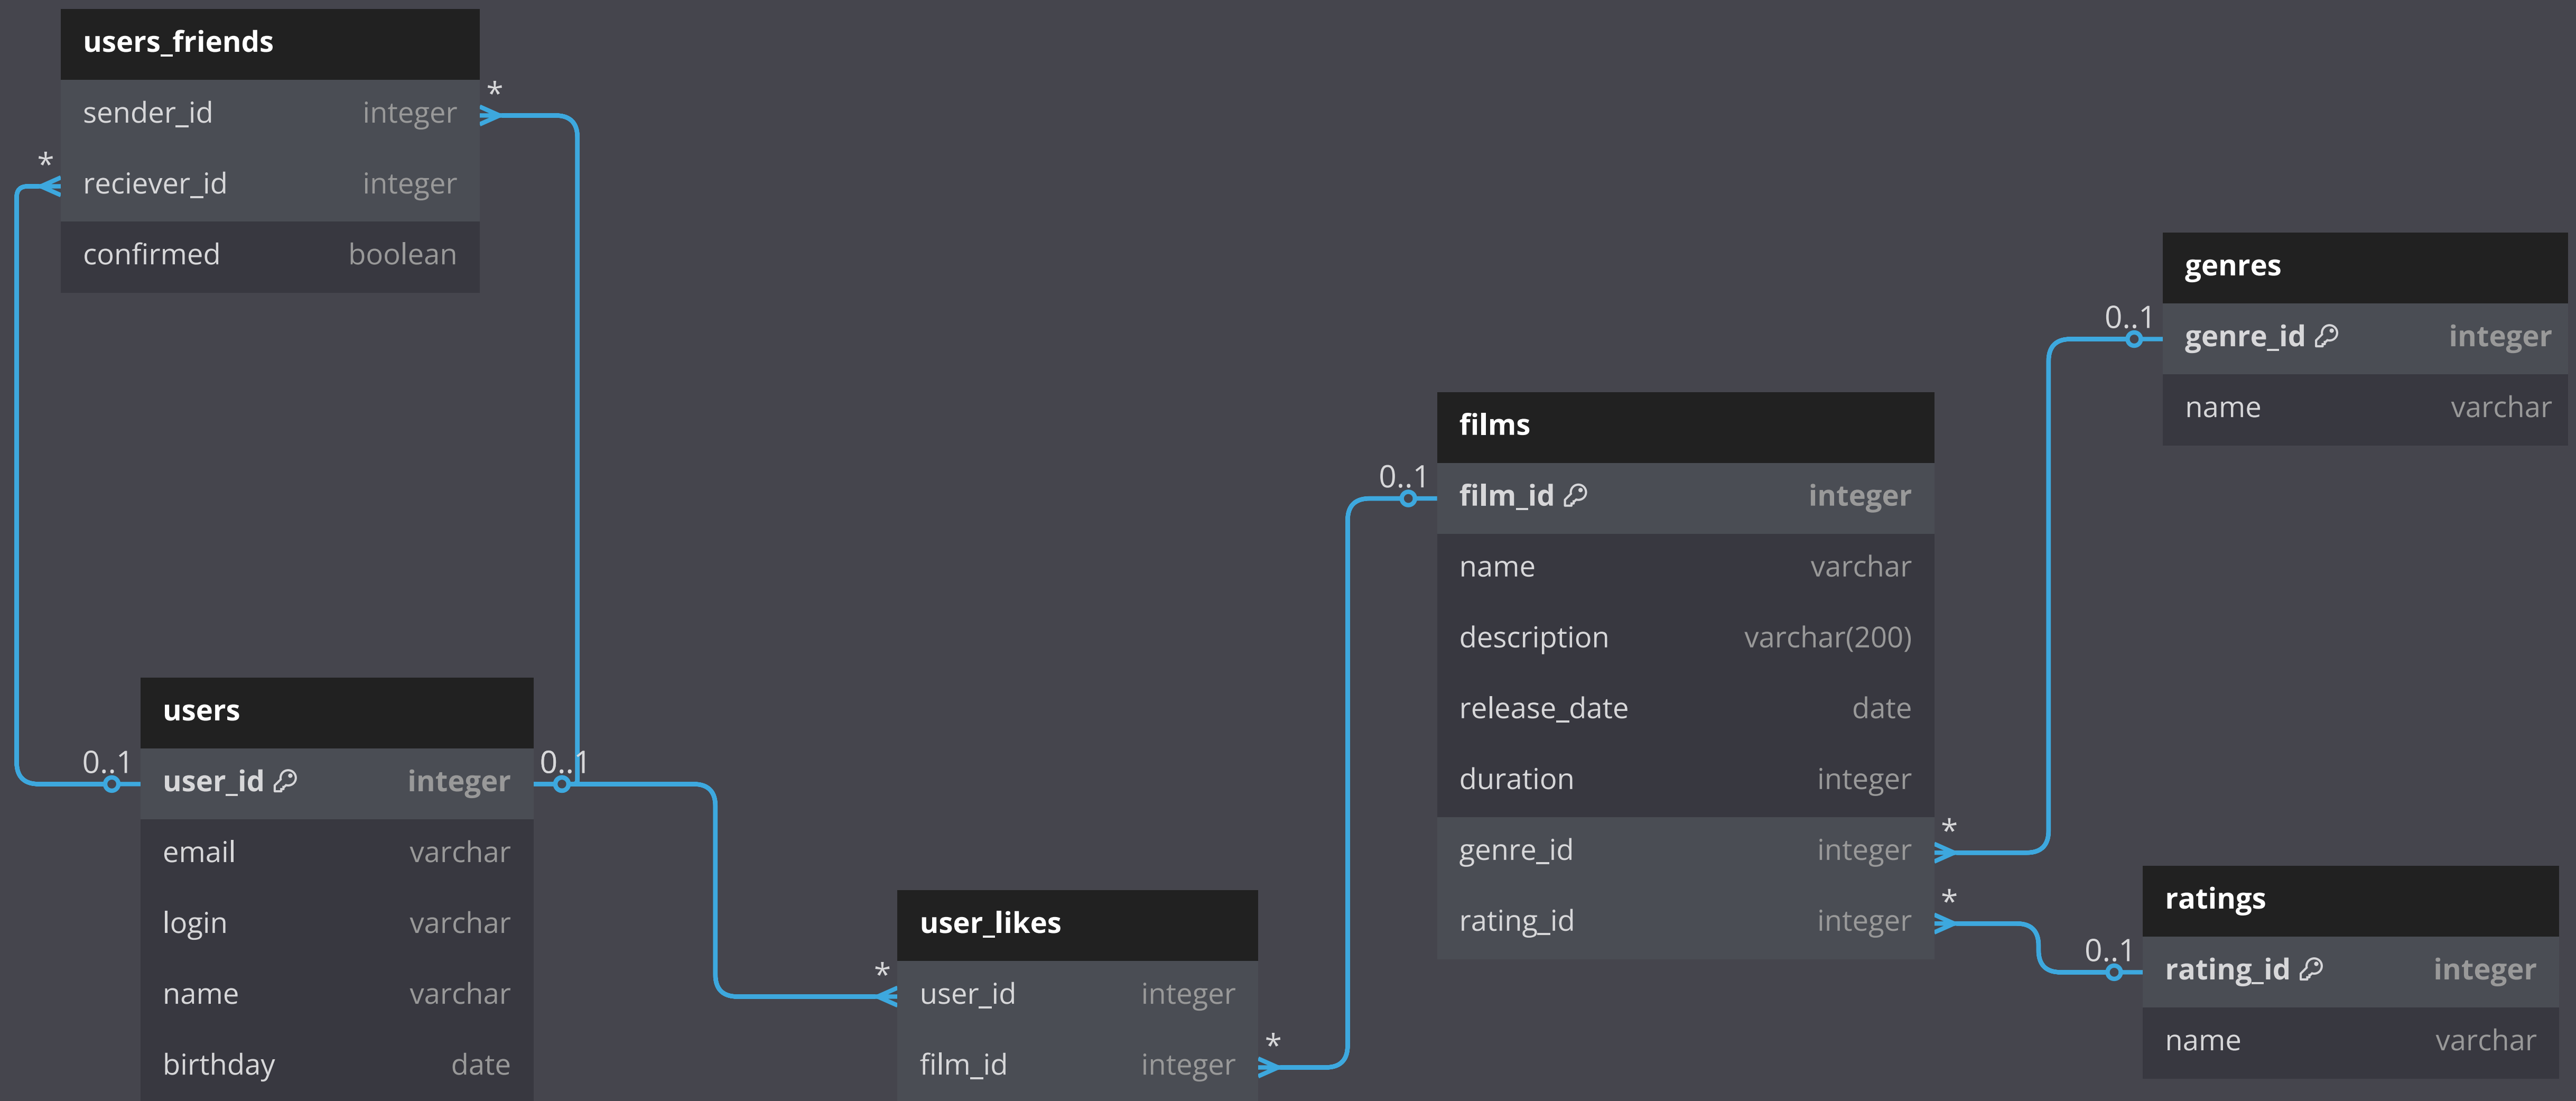 users_friends
*
sender_id integer
*
reciever_id integer
confirmed boolean
users
0..1 0..1
user_id integer
email varchar
login varchar
name varchar
birthday date
user_likes
*
user_id integer
*
film_id integer
films
0..1
film_id integer
name varchar
description varchar(200)
release_date date
duration integer
*
genre_id integer
*
rating_id integer
genres
0..1
genre_id integer
name varchar
ratings
0..1
rating_id integer
name varchar